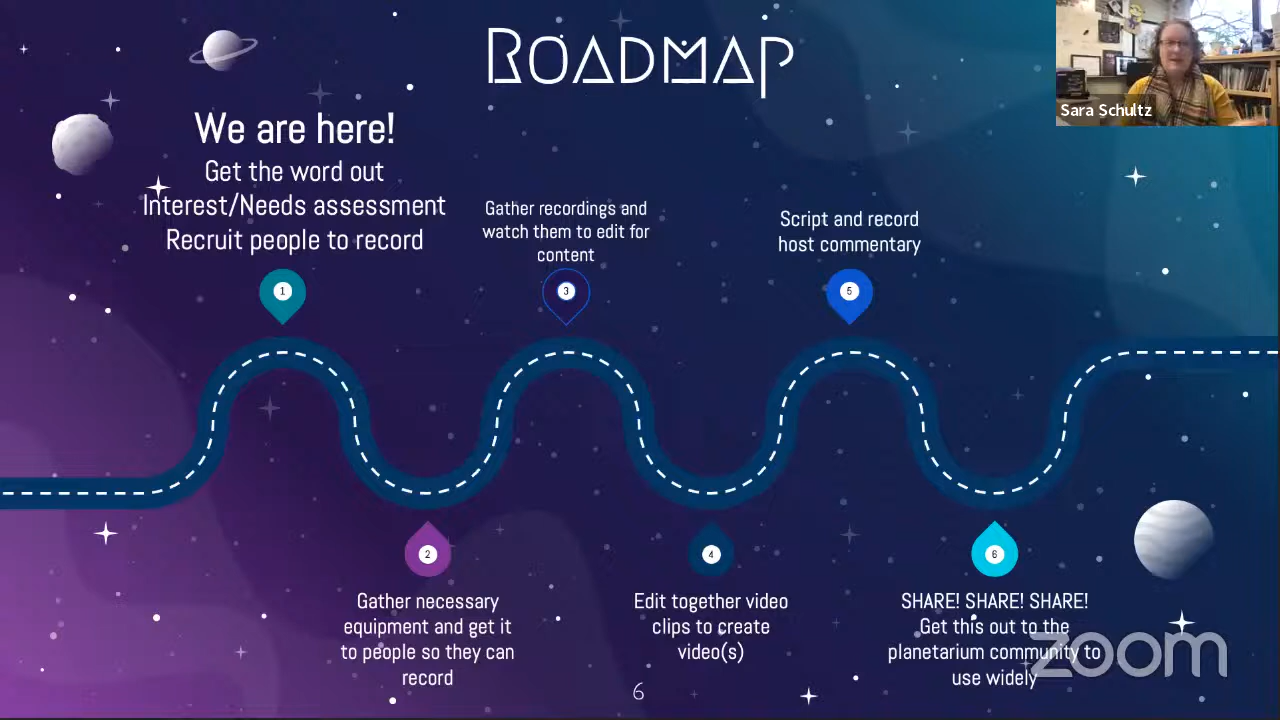 ROADMAP
Sara Schultz
We are here!
Get the word out
Interest/Needs assessment
Recruit people to record
1
Gather recordings and
watch them to edit for
content
3
Script and record
host commentary
5
2
Gather necessary
equipment and get it
to people so they can
record
4
Edit together video
clips to create
video(s)
6
SHARE! SHARE! SHARE!
Get this out to the
planetarium community to
use widely
zoom
6